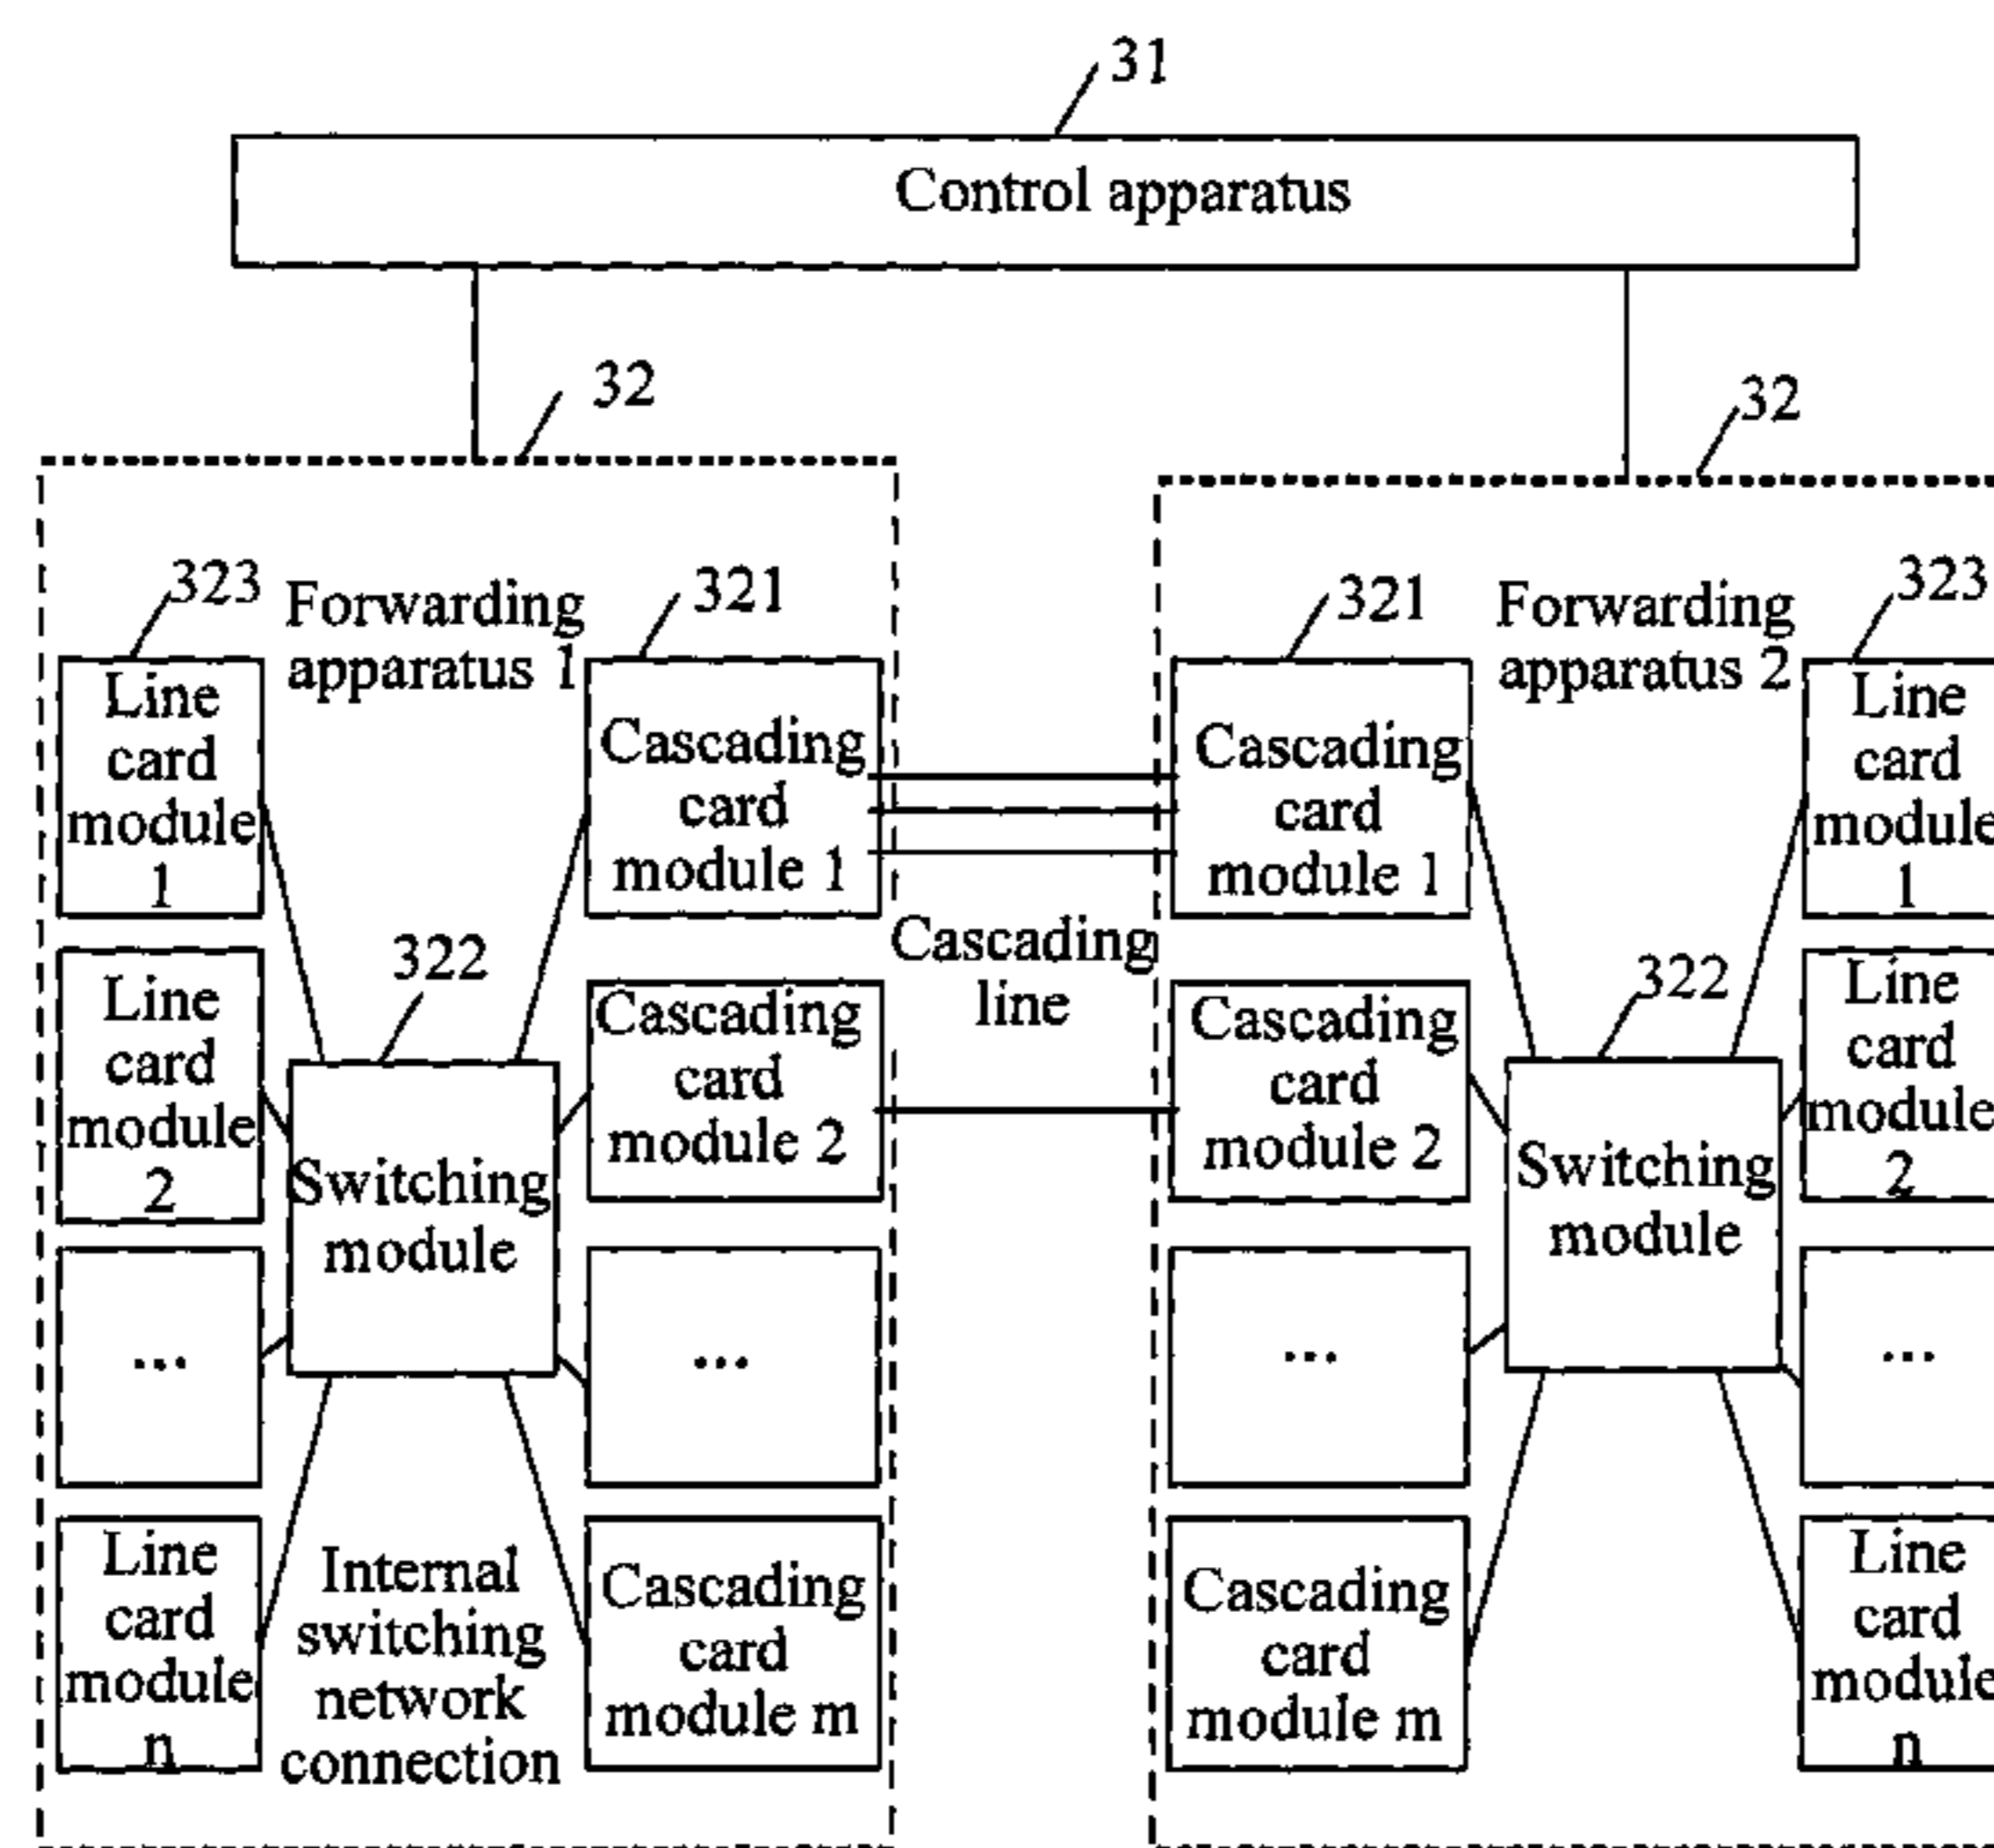 31
Control apparatus
32
32
323
Forwarding
apparatus 1
321
Line
card
module
1
Cascading
card
module 1
322
Line
card
module
2
Switching
module
Cascading
card
module 2
...
...
Line
card
module
n
Internal
switching
network
connection
Cascading
card
module m
Cascading
line
321
Forwarding
apparatus 2
323
Cascading
card
module 1
Line
card
module
1
322
Cascading
card
module 2
Switching
module
Line
card
module
2
...
...
Cascading
card
module m
Line
card
module
n